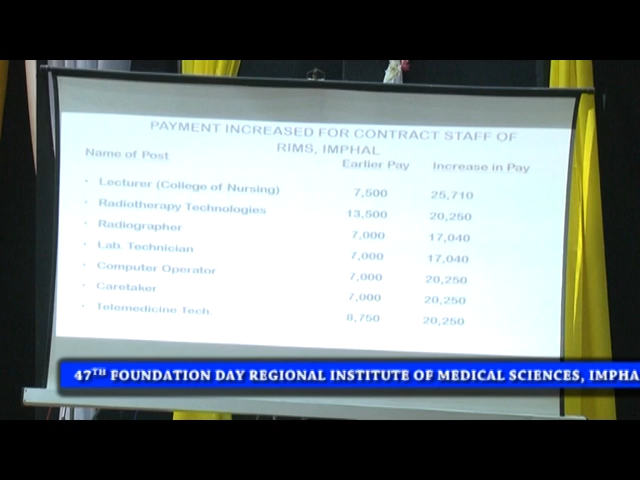 PAYMENT INCREASED FOR CONTRACT STAFF OF
RIMS, IMPHAL
Name of Post Earlier Pay Increase in Pay
• Lecturer (College of Nursing) 7,500 25,710
• Radiotherapy Technologies 13,500 20,250
• Radiographer 7,000 17,040
• Lab. Technician 7,000 17,040
• Computer Operator 7,000 20,250
• Caretaker 7,000 20,250
• Telemedicine Tech. 8,750 20,250
47TH FOUNDATION DAY REGIONAL INSTITUTE OF MEDICAL SCIENCES, IMPHA